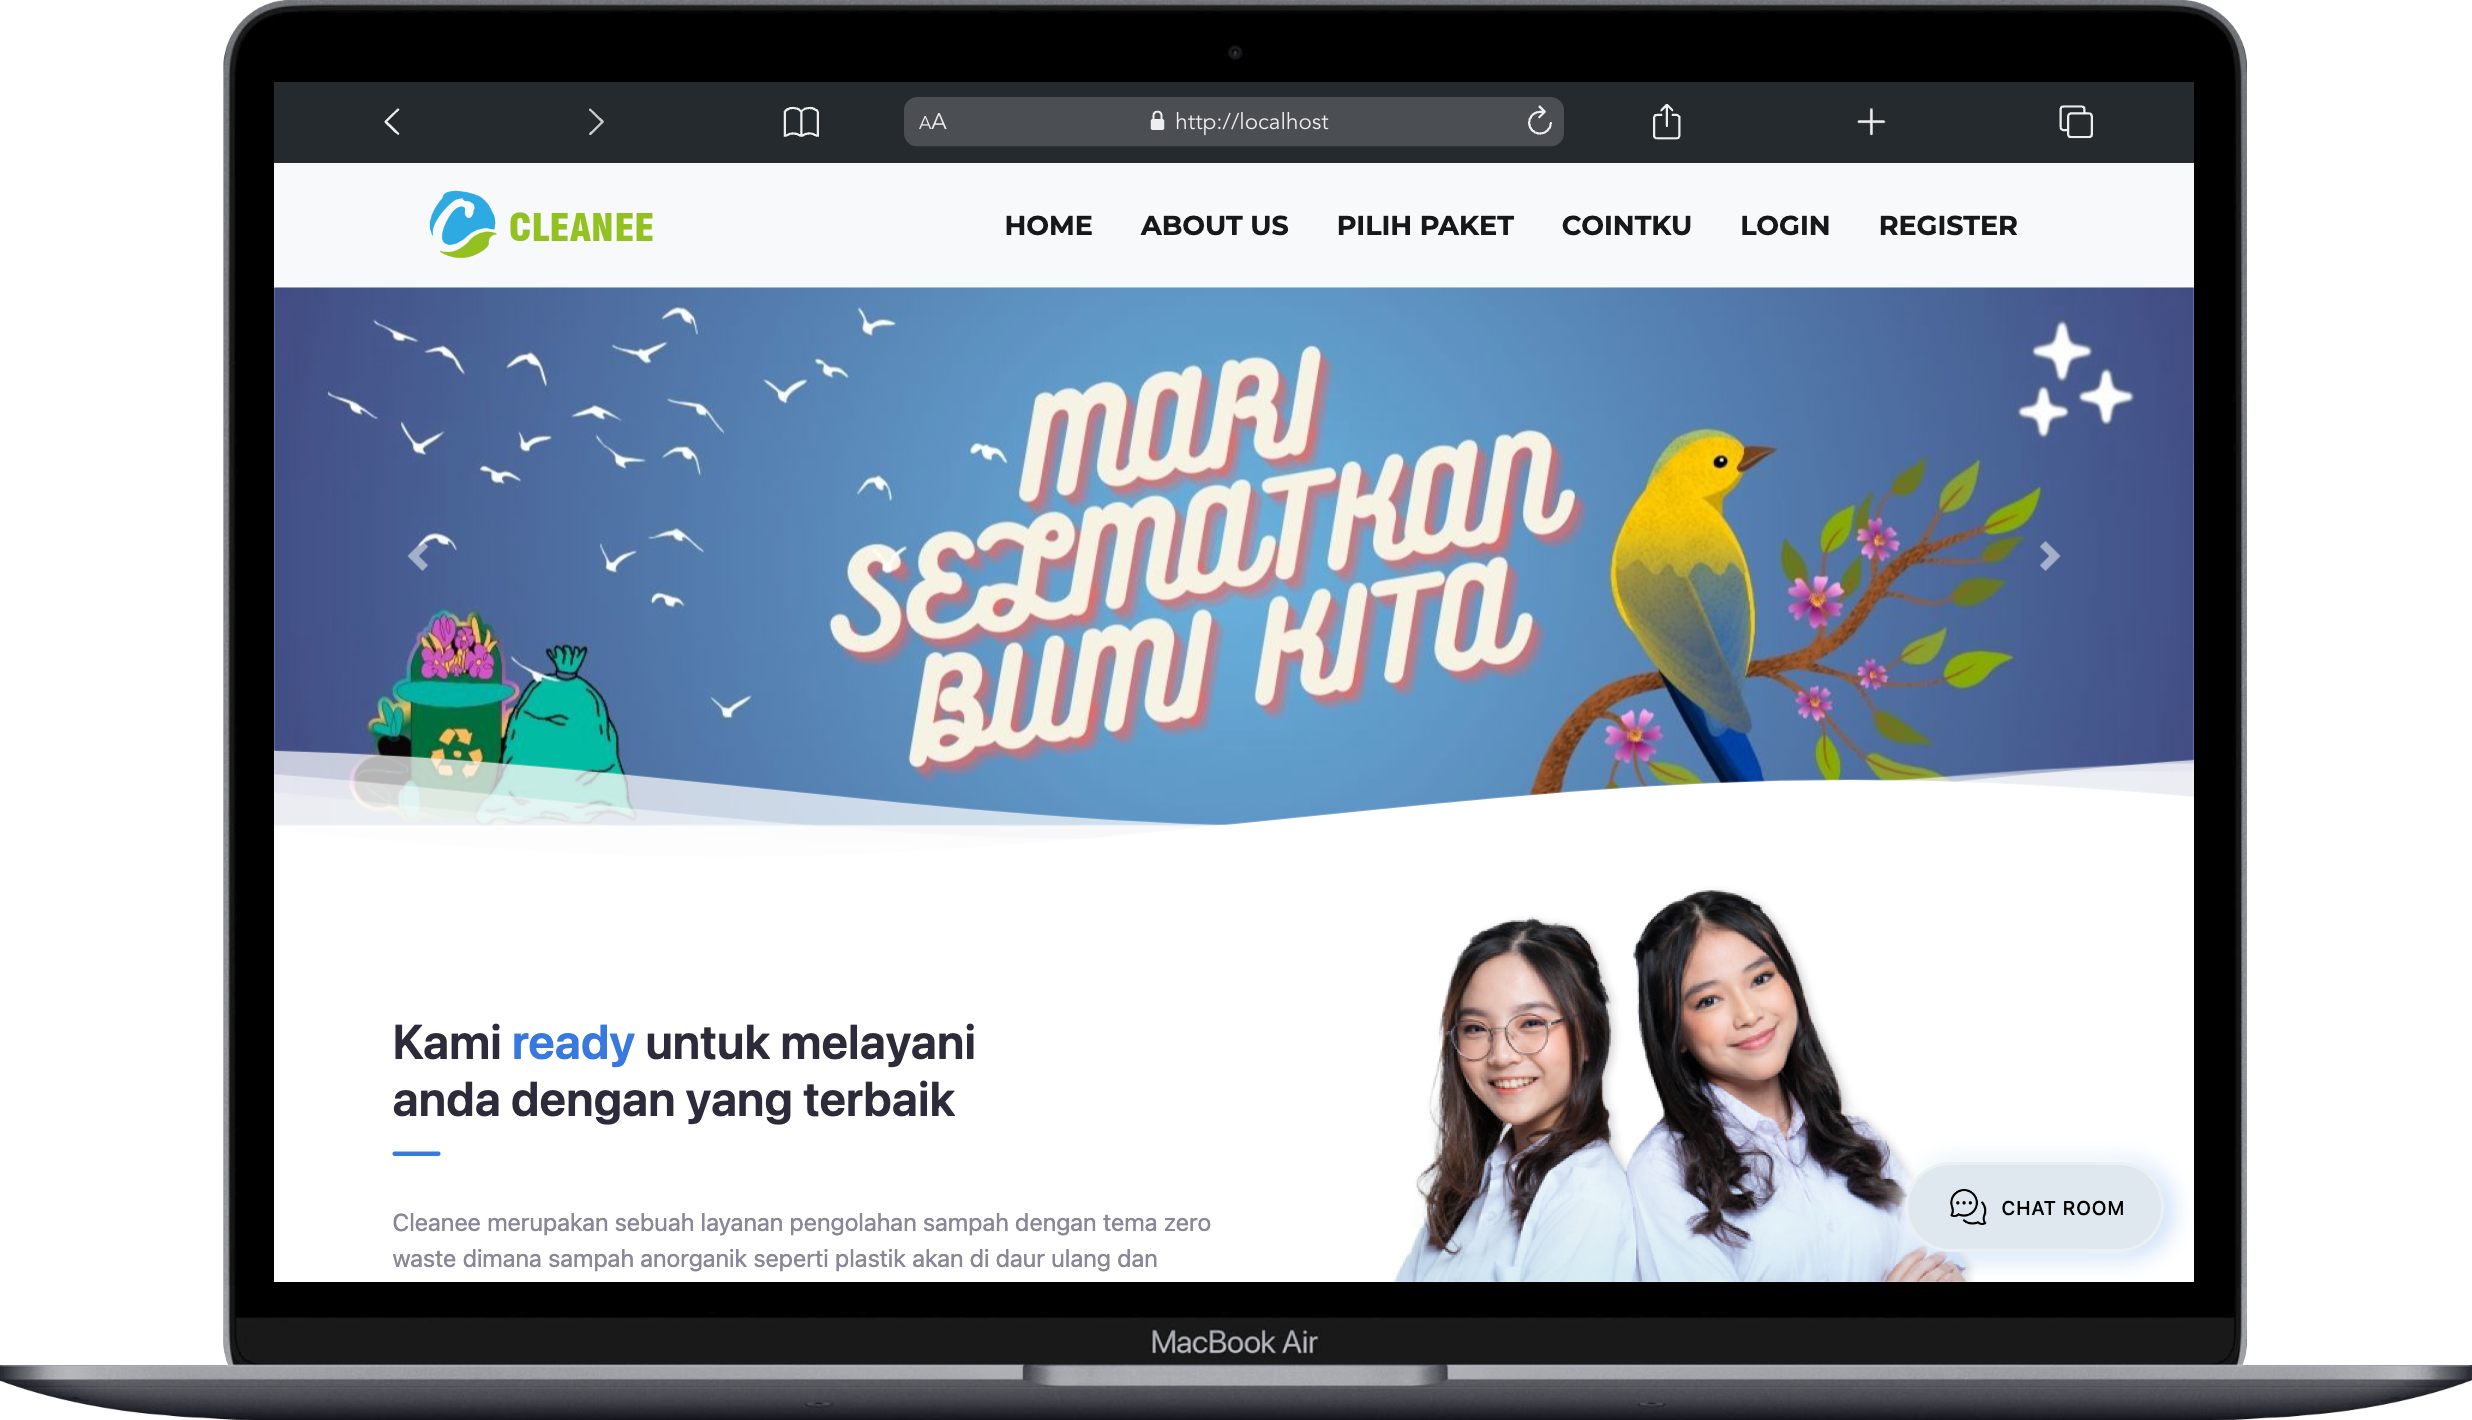 AA http://localhost
CLEANEE HOME ABOUT US PILIH PAKET COINTKU LOGIN REGISTER
MARI
SELMATKAN
BUMI KITA
Kami ready untuk melayani
anda dengan yang terbaik
Cleanee merupakan sebuah layanan pengolahan sampah dengan tema zero
waste dimana sampah anorganik seperti plastik akan di daur ulang dan
CHAT ROOM
MacBook Air